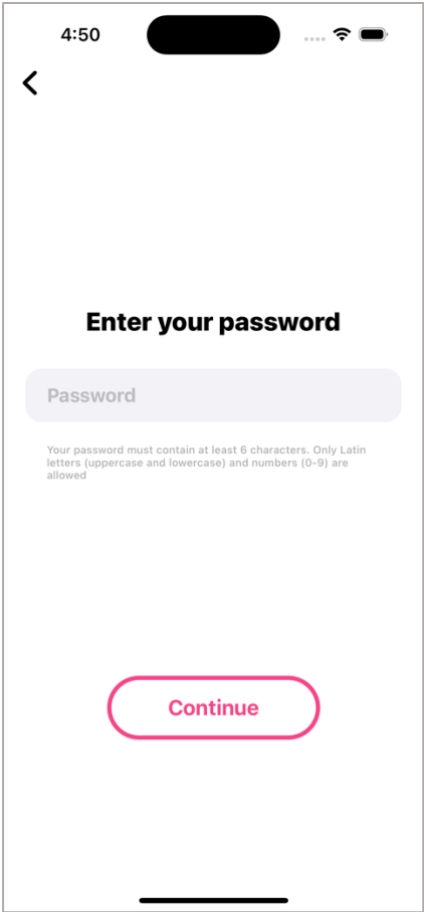 4:50
Enter your password
Password
Your password must contain at least 6 characters. Only Latin
letters (uppercase and lowercase) and numbers (0-9) are
allowed
Continue